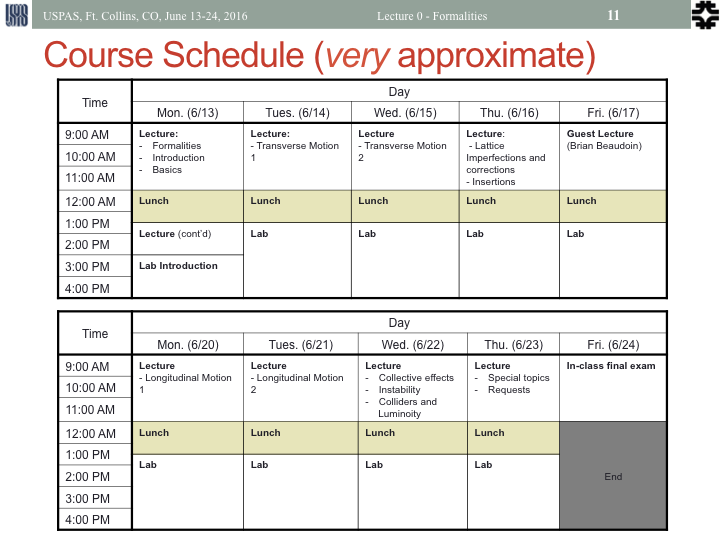 USPAS, Ft. Collins, CO, June 13-24, 2016 Lecture 0 - Formalities 11
Course Schedule (very approximate)
Time Day
Mon. (6/13) Tues. (6/14) Wed. (6/15) Thu. (6/16) Fri. (6/17)
9:00 AM
10:00 AM
11:00 AM
Lecture:
- Formalities
- Introduction
- Basics
Lecture:
- Transverse Motion
1
Lecture
- Transverse Motion
2
Lecture:
- Lattice
Imperfections and
corrections
- Insertions
Guest Lecture
(Brian Beaudoin)
12:00 AM
Lunch Lunch Lunch Lunch Lunch
1:00 PM
2:00 PM
3:00 PM
4:00 PM
Lecture (cont'd)
Lab Introduction
Lab Lab Lab Lab
Time Day
Mon. (6/20) Tues. (6/21) Wed. (6/22) Thu. (6/23) Fri. (6/24)
9:00 AM
10:00 AM
11:00 AM
Lecture
- Longitudinal Motion
1
Lecture
- Longitudinal Motion
2
Lecture
- Collective effects
- Instability
- Colliders and
Luminoity
Lecture
- Special topics
- Requests
In-class final exam
12:00 AM
Lunch Lunch Lunch Lunch
1:00 PM
2:00 PM
3:00 PM
4:00 PM
Lab Lab Lab Lab
End